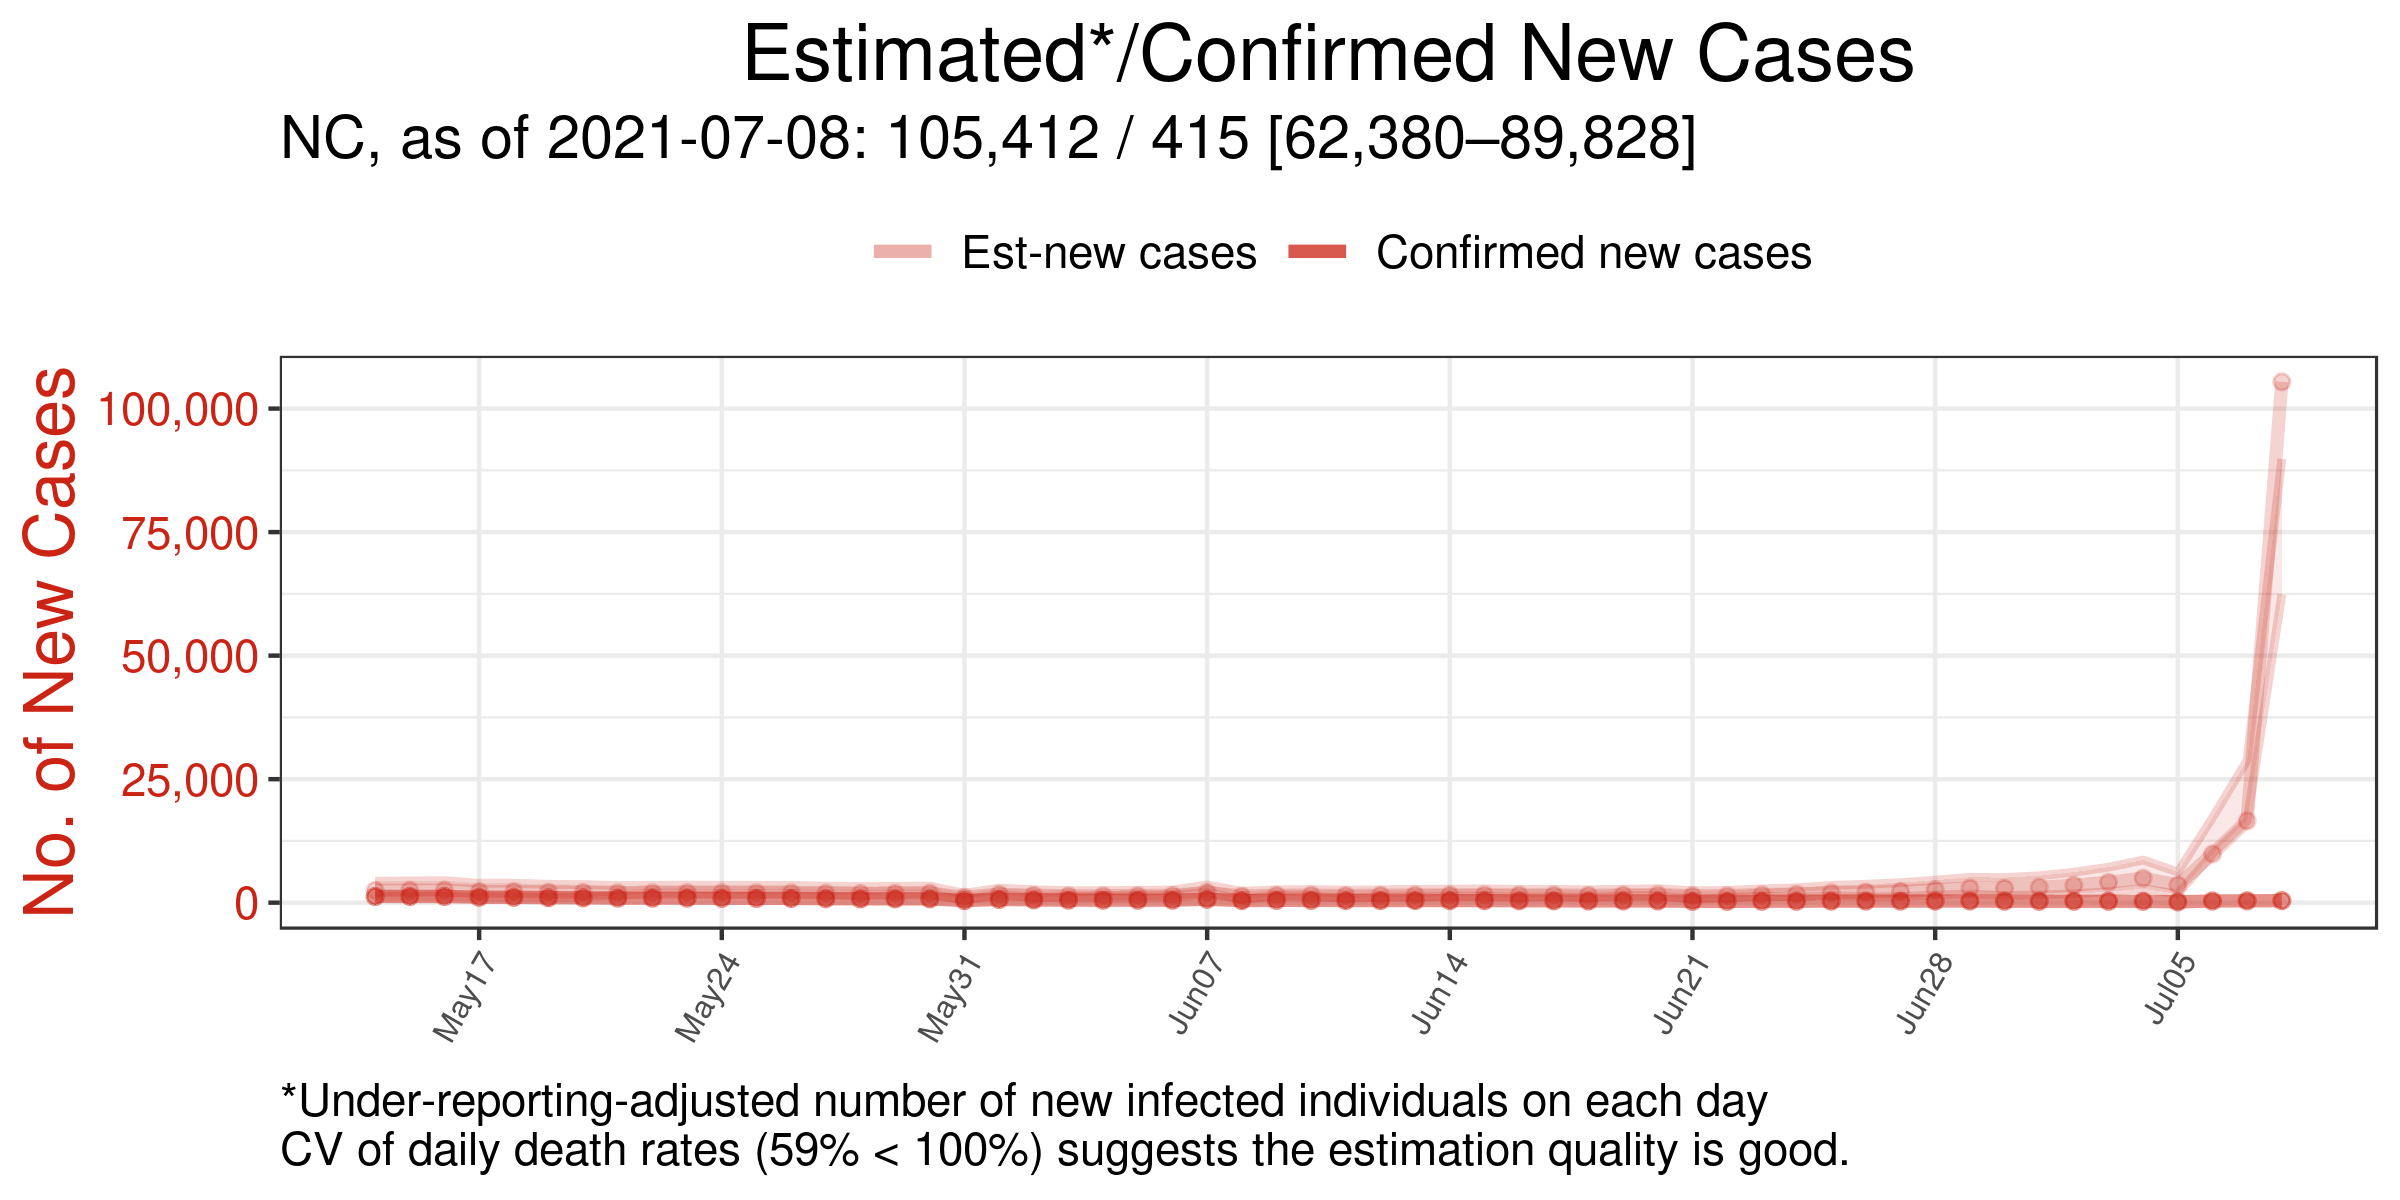 Estimated*/Confirmed New Cases
NC, as of 2021-07-08: 105,412 / 415 [62,380–89,828]
Est-new cases
Confirmed new cases
No. of New Cases
100,000
75,000
50,000
25,000
0
May17
May24
May31
Jun07
Jun14
Jun21
Jun28
Jul05
*Under-reporting-adjusted number of new infected individuals on each day
CV of daily death rates (59% < 100%) suggests the estimation quality is good.